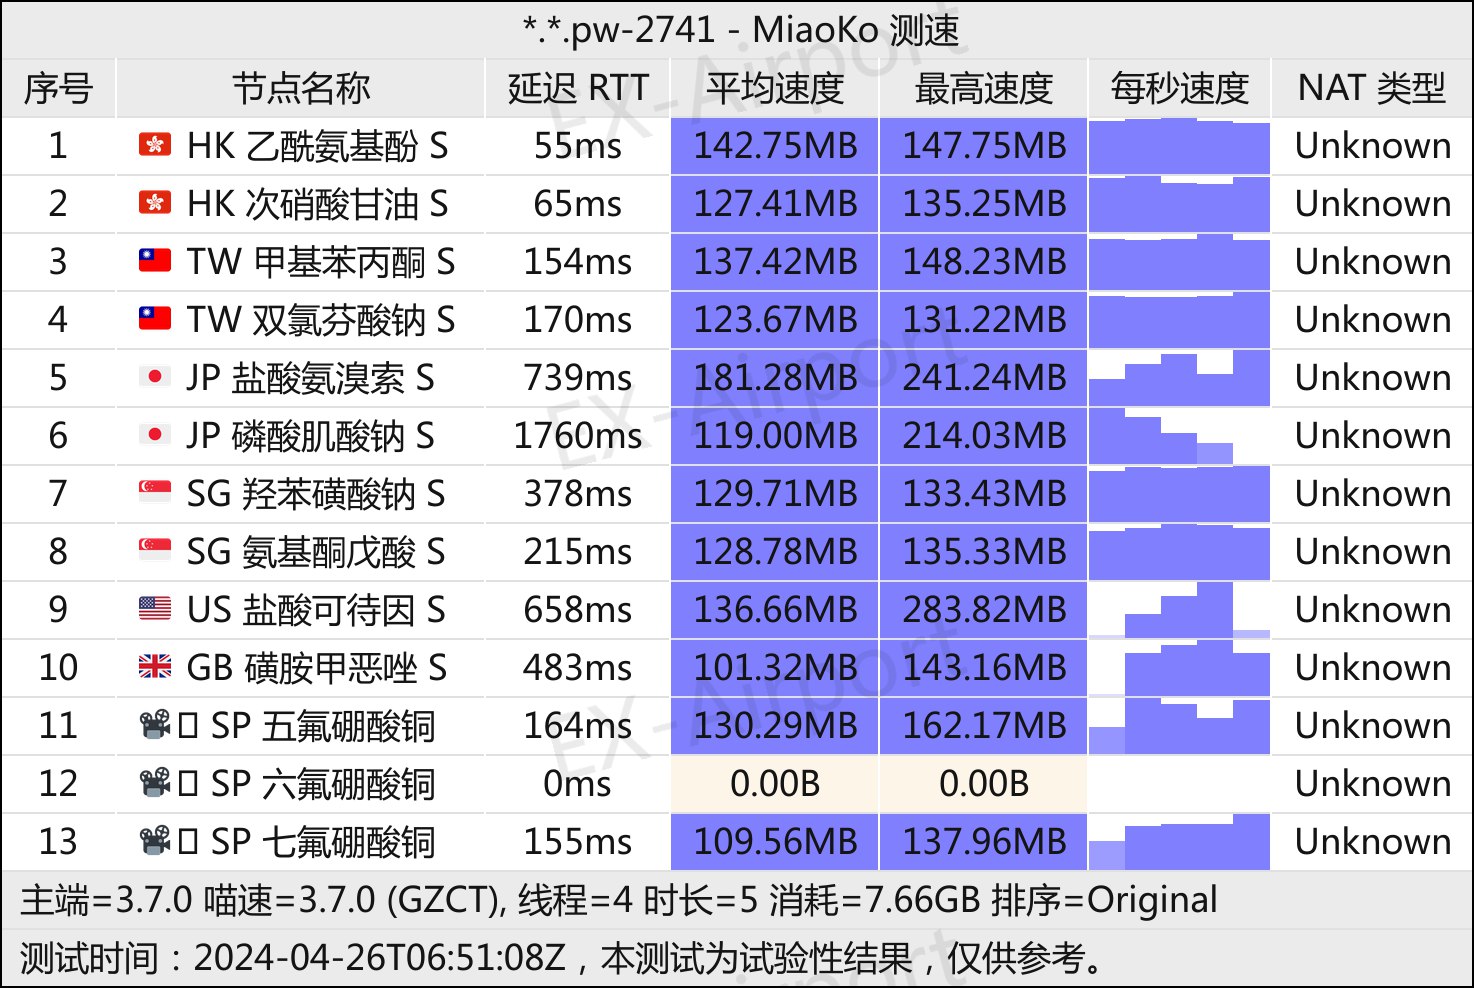 *.*.pw-2741 - MiaoKo 测速
序号 节点名称 延迟 RTT 平均速度 最高速度 每秒速度 NAT 类型
1 HK 乙酰氨基酚 S 55ms 142.75MB 147.75MB Unknown
2 HK 次硝酸甘油 S 65ms 127.41MB 135.25MB Unknown
3 TW 甲基苯丙酮 S 154ms 137.42MB 148.23MB Unknown
4 TW 双氯芬酸钠 S 170ms 123.67MB 131.22MB Unknown
5 JP 盐酸氨溴索 S 739ms 181.28MB 241.24MB Unknown
6 JP 磷酸肌酸钠 S 1760ms 119.00MB 214.03MB Unknown
7 SG 羟苯磺酸钠 S 378ms 129.71MB 133.43MB Unknown
8 SG 氨基酮戊酸 S 215ms 128.78MB 135.33MB Unknown
9 US 盐酸可待因 S 658ms 136.66MB 283.82MB Unknown
10 GB 磺胺甲恶唑 S 483ms 101.32MB 143.16MB Unknown
11 SP 五氟硼酸铜 164ms 130.29MB 162.17MB Unknown
12 SP 六氟硼酸铜 0ms 0.00B 0.00B Unknown
13 SP 七氟硼酸铜 155ms 109.56MB 137.96MB Unknown
主端=3.7.0 喵速=3.7.0 (GZCT), 线程=4 时长=5 消耗=7.66GB 排序=Original
测试时间：2024-04-26T06:51:08Z，本测试为试验性结果，仅供参考。
EX-Airport
EX-Airport
EX-Airport